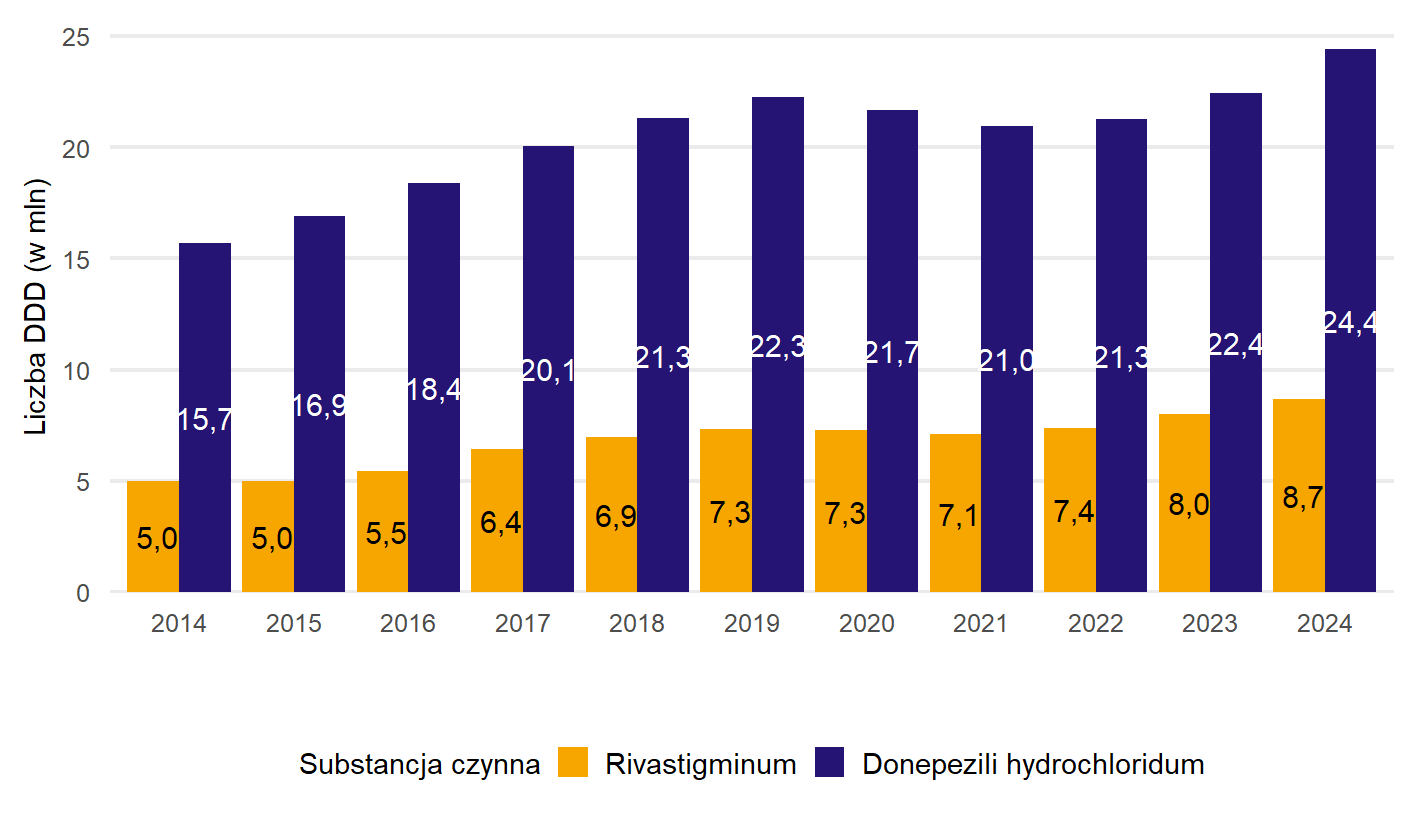 Liczba DDD (w mln)
25
20
15
10
5
0
5,0 15,7 5,0 16,9 5,5 18,4 6,4 20,1 6,9 21,3 7,3 22,3 7,3 21,7 7,1 21,0 7,4 21,3 8,0 22,4 8,7 24,4
2014 2015 2016 2017 2018 2019 2020 2021 2022 2023 2024
Substancja czynna Rivastigminum Donepezili hydrochloridum